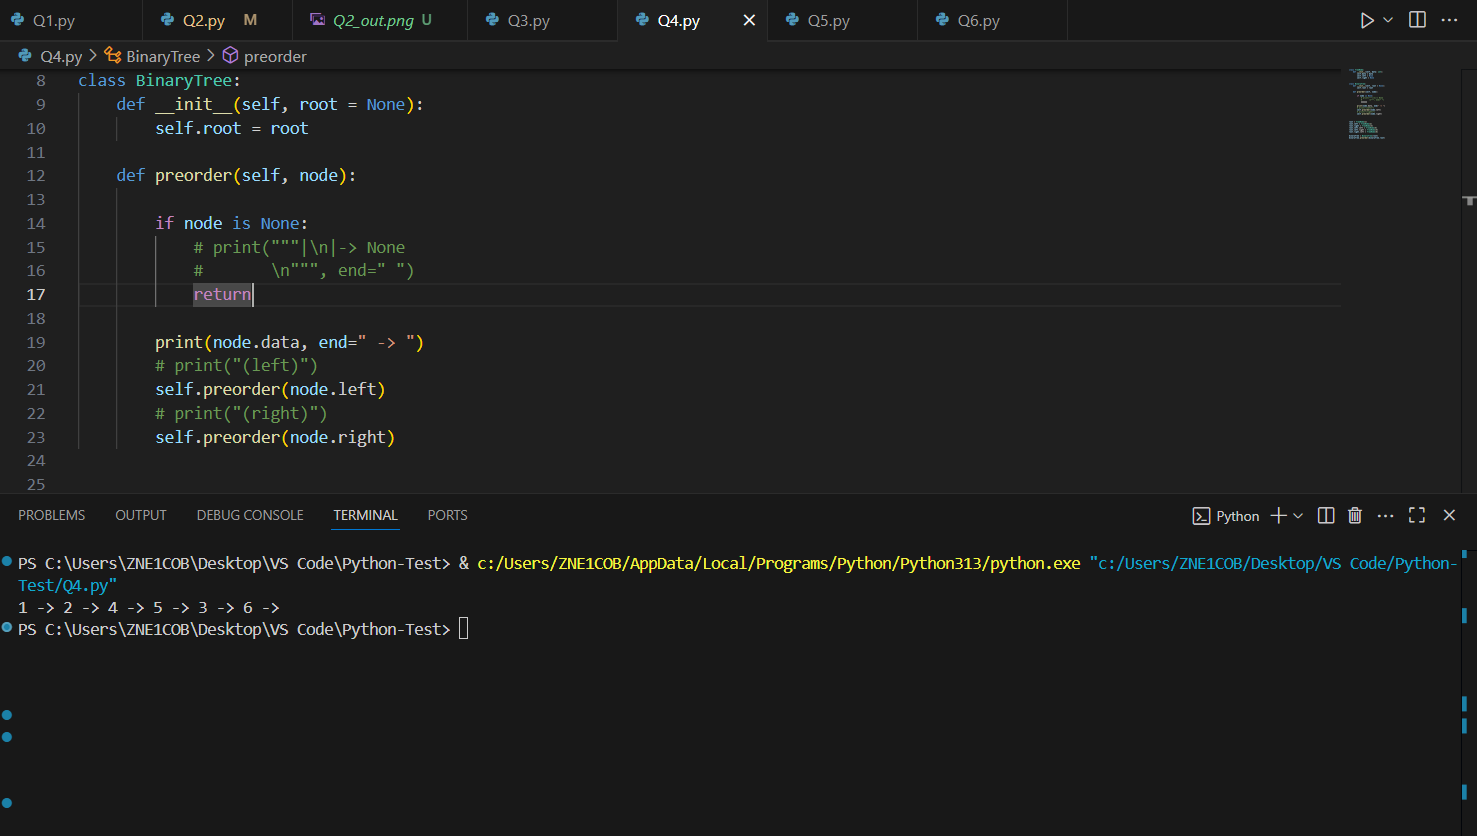 Q1.py Q2.py M Q2_out.png U Q3.py Q4.py Q5.py Q6.py
Q4.py > BinaryTree > preorder
8 class BinaryTree:
9     def __init__(self, root = None):
10         self.root = root
11
12     def preorder(self, node):
13
14         if node is None:
15             # print("""|\n|-> None
16             #       \n""", end=" ")
17             return
18
19         print(node.data, end=" -> ")
20         # print("(left)")
21         self.preorder(node.left)
22         # print("(right)")
23         self.preorder(node.right)
24
25
PROBLEMS OUTPUT DEBUG CONSOLE TERMINAL PORTS Python
PS C:\Users\ZNE1COB\Desktop\VS Code\Python-Test> & c:/Users/ZNE1COB/AppData/Local/Programs/Python/Python313/python.exe "c:/Users/ZNE1COB/Desktop/VS Code/Python-
Test/Q4.py"
1 -> 2 -> 4 -> 5 -> 3 -> 6 ->
PS C:\Users\ZNE1COB\Desktop\VS Code\Python-Test>